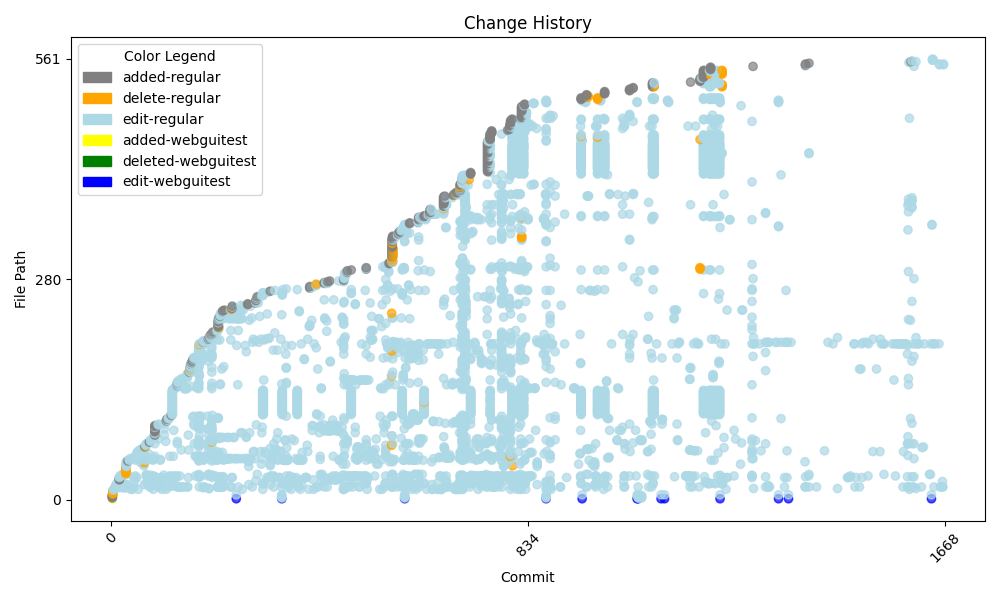 Change History
Color Legend
added-regular
delete-regular
edit-regular
added-webguitest
deleted-webguitest
edit-webguitest
File Path
561
280
0
0
834
1668
Commit